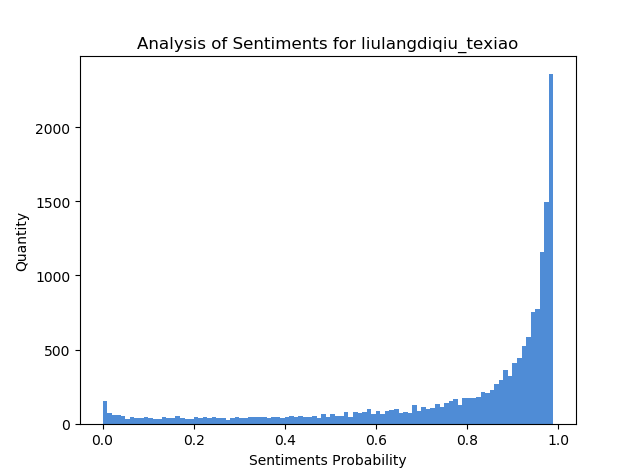 Analysis of Sentiments for liulangdiqiu_texiao
2000
1500
1000
500
0
Quantity
0.0 0.2 0.4 0.6 0.8 1.0
Sentiments Probability